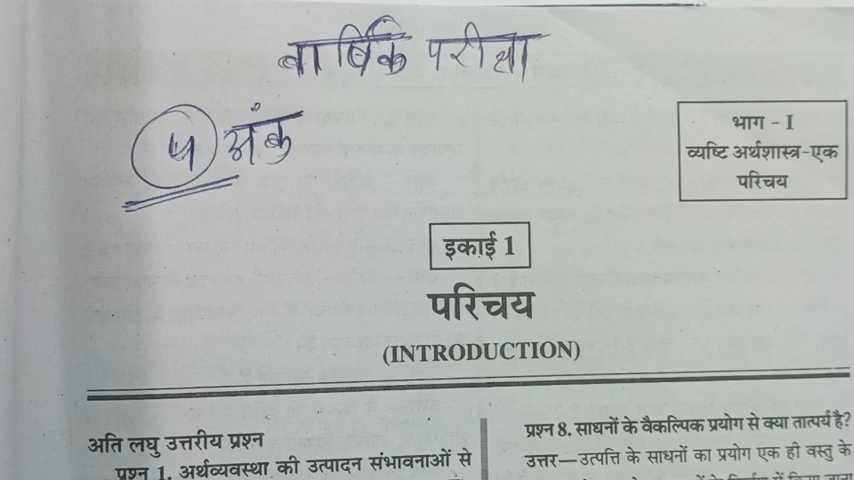 वार्षिक परीक्षा
५ अंक
भाग - I
व्यष्टि अर्थशास्त्र-एक
परिचय
इकाई 1
परिचय
(INTRODUCTION)
अति लघु उत्तरीय प्रश्न
प्रश्न 1. अर्थव्यवस्था की उत्पादन संभावनाओं से
प्रश्न 8. साधनों के वैकल्पिक प्रयोग से क्या तात्पर्य है?
उत्तर—उत्पत्ति के साधनों का प्रयोग एक ही वस्तु के